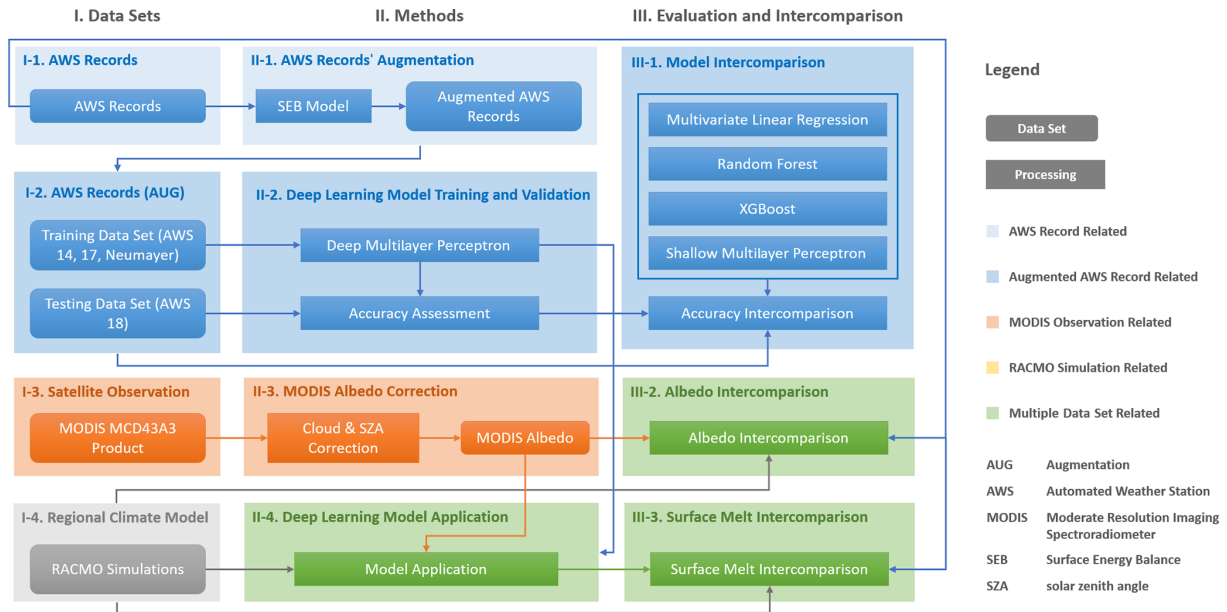 I. Data Sets
II. Methods
III. Evaluation and Intercomparison
I-1. AWS Records
AWS Records
II-1. AWS Records' Augmentation
SEB Model
Augmented AWS
Records
III-1. Model Intercomparison
Multivariate Linear Regression
Random Forest
XGBoost
Shallow Multilayer Perceptron
Accuracy Intercomparison
I-2. AWS Records (AUG)
Training Data Set (AWS
14, 17, Neumayer)
Testing Data Set (AWS
18)
II-2. Deep Learning Model Training and Validation
Deep Multilayer Perceptron
Accuracy Assessment
I-3. Satellite Observation
MODIS MCD43A3
Product
II-3. MODIS Albedo Correction
Cloud & SZA
Correction
MODIS Albedo
III-2. Albedo Intercomparison
Albedo Intercomparison
I-4. Regional Climate Model
RACMO Simulations
II-4. Deep Learning Model Application
Model Application
III-3. Surface Melt Intercomparison
Surface Melt Intercomparison
Legend
Data Set
Processing
AWS Record Related
Augmented AWS Record Related
MODIS Observation Related
RACMO Simulation Related
Multiple Data Set Related
AUG Augmentation
AWS Automated Weather Station
MODIS Moderate Resolution Imaging
Spectroradiometer
SEB Surface Energy Balance
SZA solar zenith angle